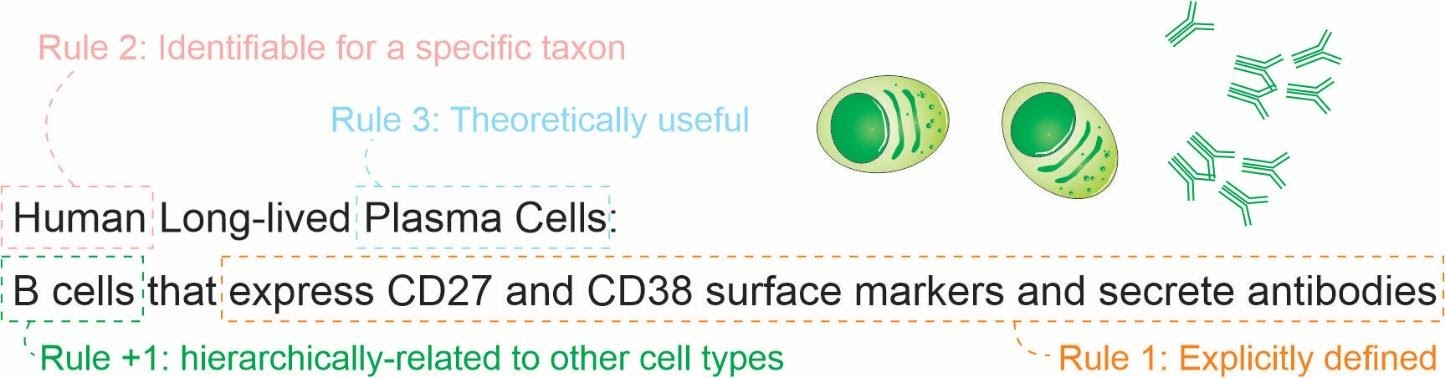 Rule 2: Identifiable for a specific taxon
Rule 3: Theoretically useful
Human Long-lived Plasma Cells:
B cells that express CD27 and CD38 surface markers and secrete antibodies
Rule +1: hierarchically-related to other cell types
Rule 1: Explicitly defined